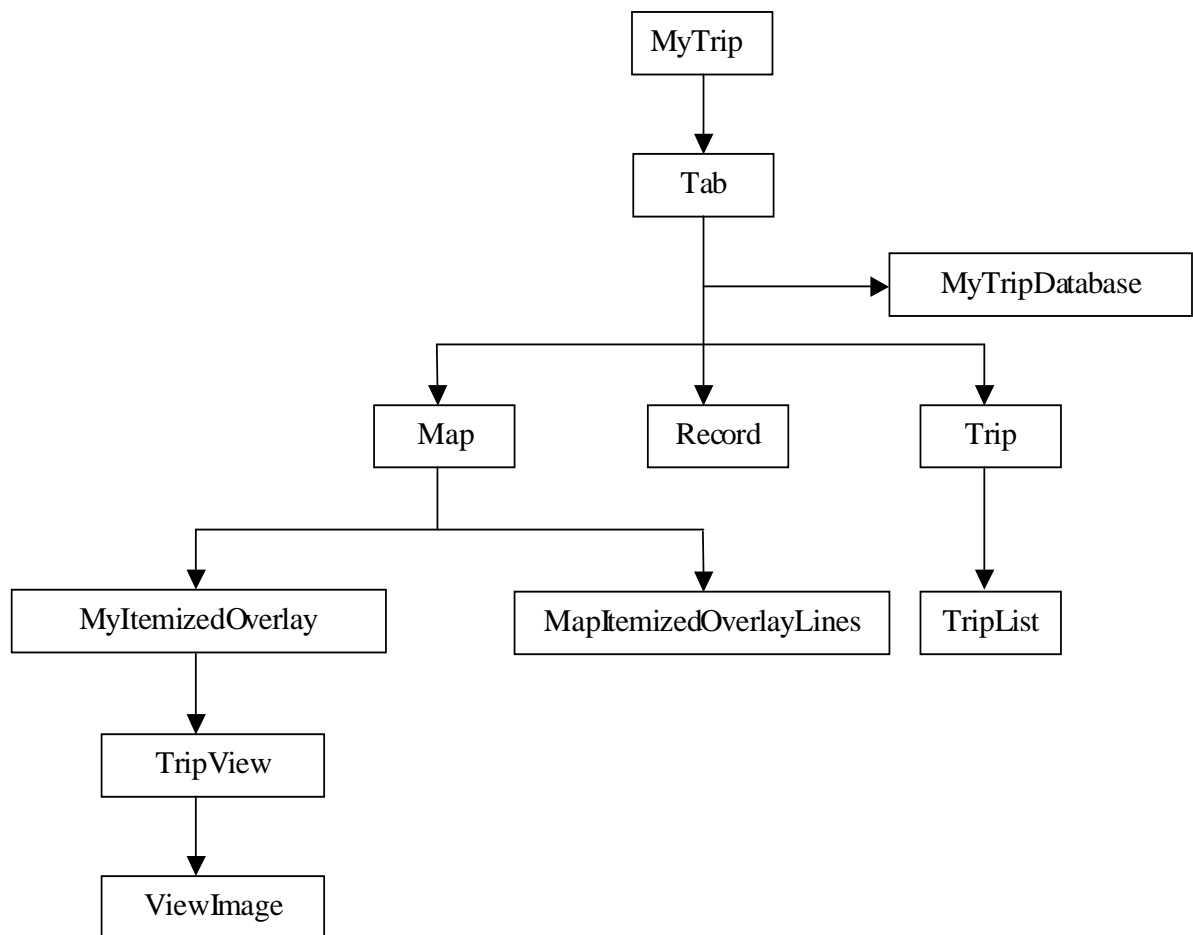 MyTrip
Tab
MyTripDatabase
Map
Record
Trip
MyItemizedOverlay
MapItemizedOverlayLines
TripList
TripView
ViewImage